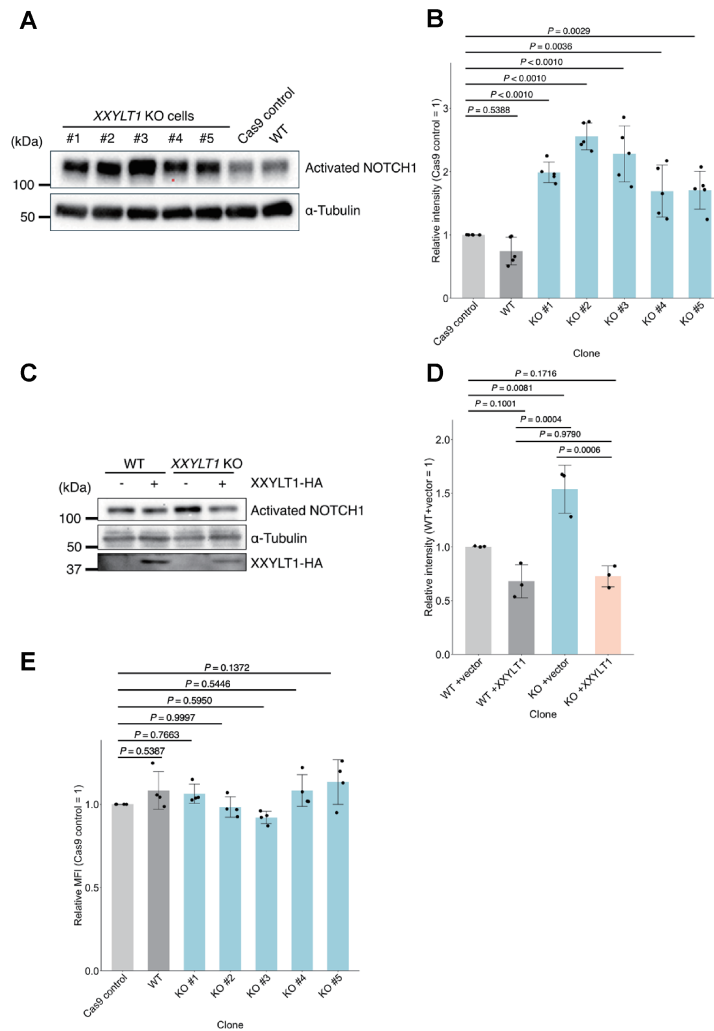 A
XXYLT1 KO cells
Cas9 control
WT
(kDa)
#1 #2 #3 #4 #5
Activated NOTCH1
100
α-Tubulin
50
B
P = 0.0029
P = 0.0036
P < 0.0010
P < 0.0010
P < 0.0010
P = 0.5388
Relative intensity (Cas9 control = 1)
3
2
1
0
Cas9 control
WT
KO #1
KO #2
KO #3
KO #4
KO #5
Clone
C
WT XXYLT1 KO
(kDa)
- + - + XXYLT1-HA
Activated NOTCH1
100
α-Tubulin
50
XXYLT1-HA
37
D
P = 0.1716
P = 0.0081
P = 0.1001
P = 0.0004
P = 0.9790
P = 0.0006
Relative intensity (WT+vector = 1)
2.0
1.5
1.0
0.5
0.0
WT +vector
WT +XXYLT1
KO +vector
KO +XXYLT1
Clone
E
P = 0.1372
P = 0.5446
P = 0.5950
P = 0.9997
P = 0.7663
P = 0.5387
Relative MFI (Cas9 control = 1)
1.0
0.5
0.0
Cas9 control
WT
KO #1
KO #2
KO #3
KO #4
KO #5
Clone